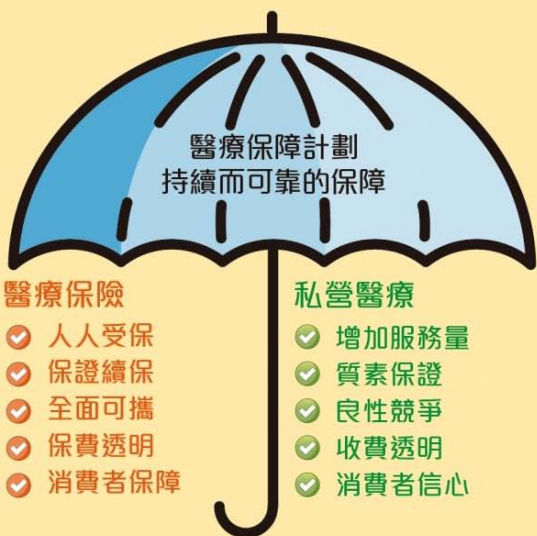 醫療保障計劃
持續而可靠的保障
醫療保險
人人受保
保證續保
全面可攜
保費透明
消費者保障
私營醫療
增加服務量
質素保證
良性競爭
收費透明
消費者信心